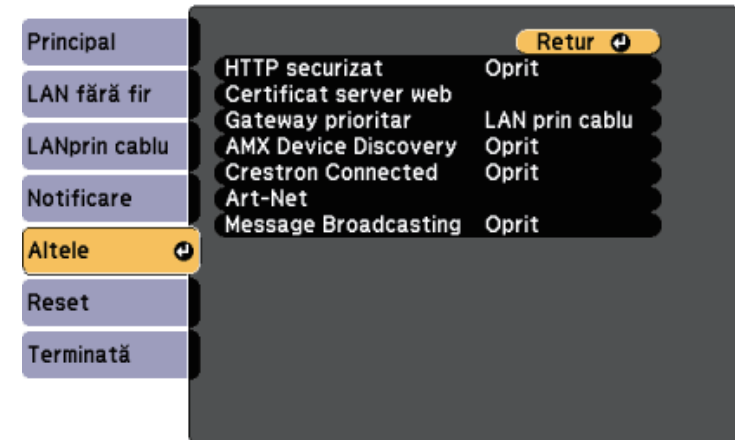 Principal
LAN fără fir
LANprin cablu
Notificare
Altele
Reset
Terminată
Retur
HTTP securizat Oprit
Certificat server web
Gateway prioritar LAN prin cablu
AMX Device Discovery Oprit
Crestron Connected Oprit
Art-Net
Message Broadcasting Oprit